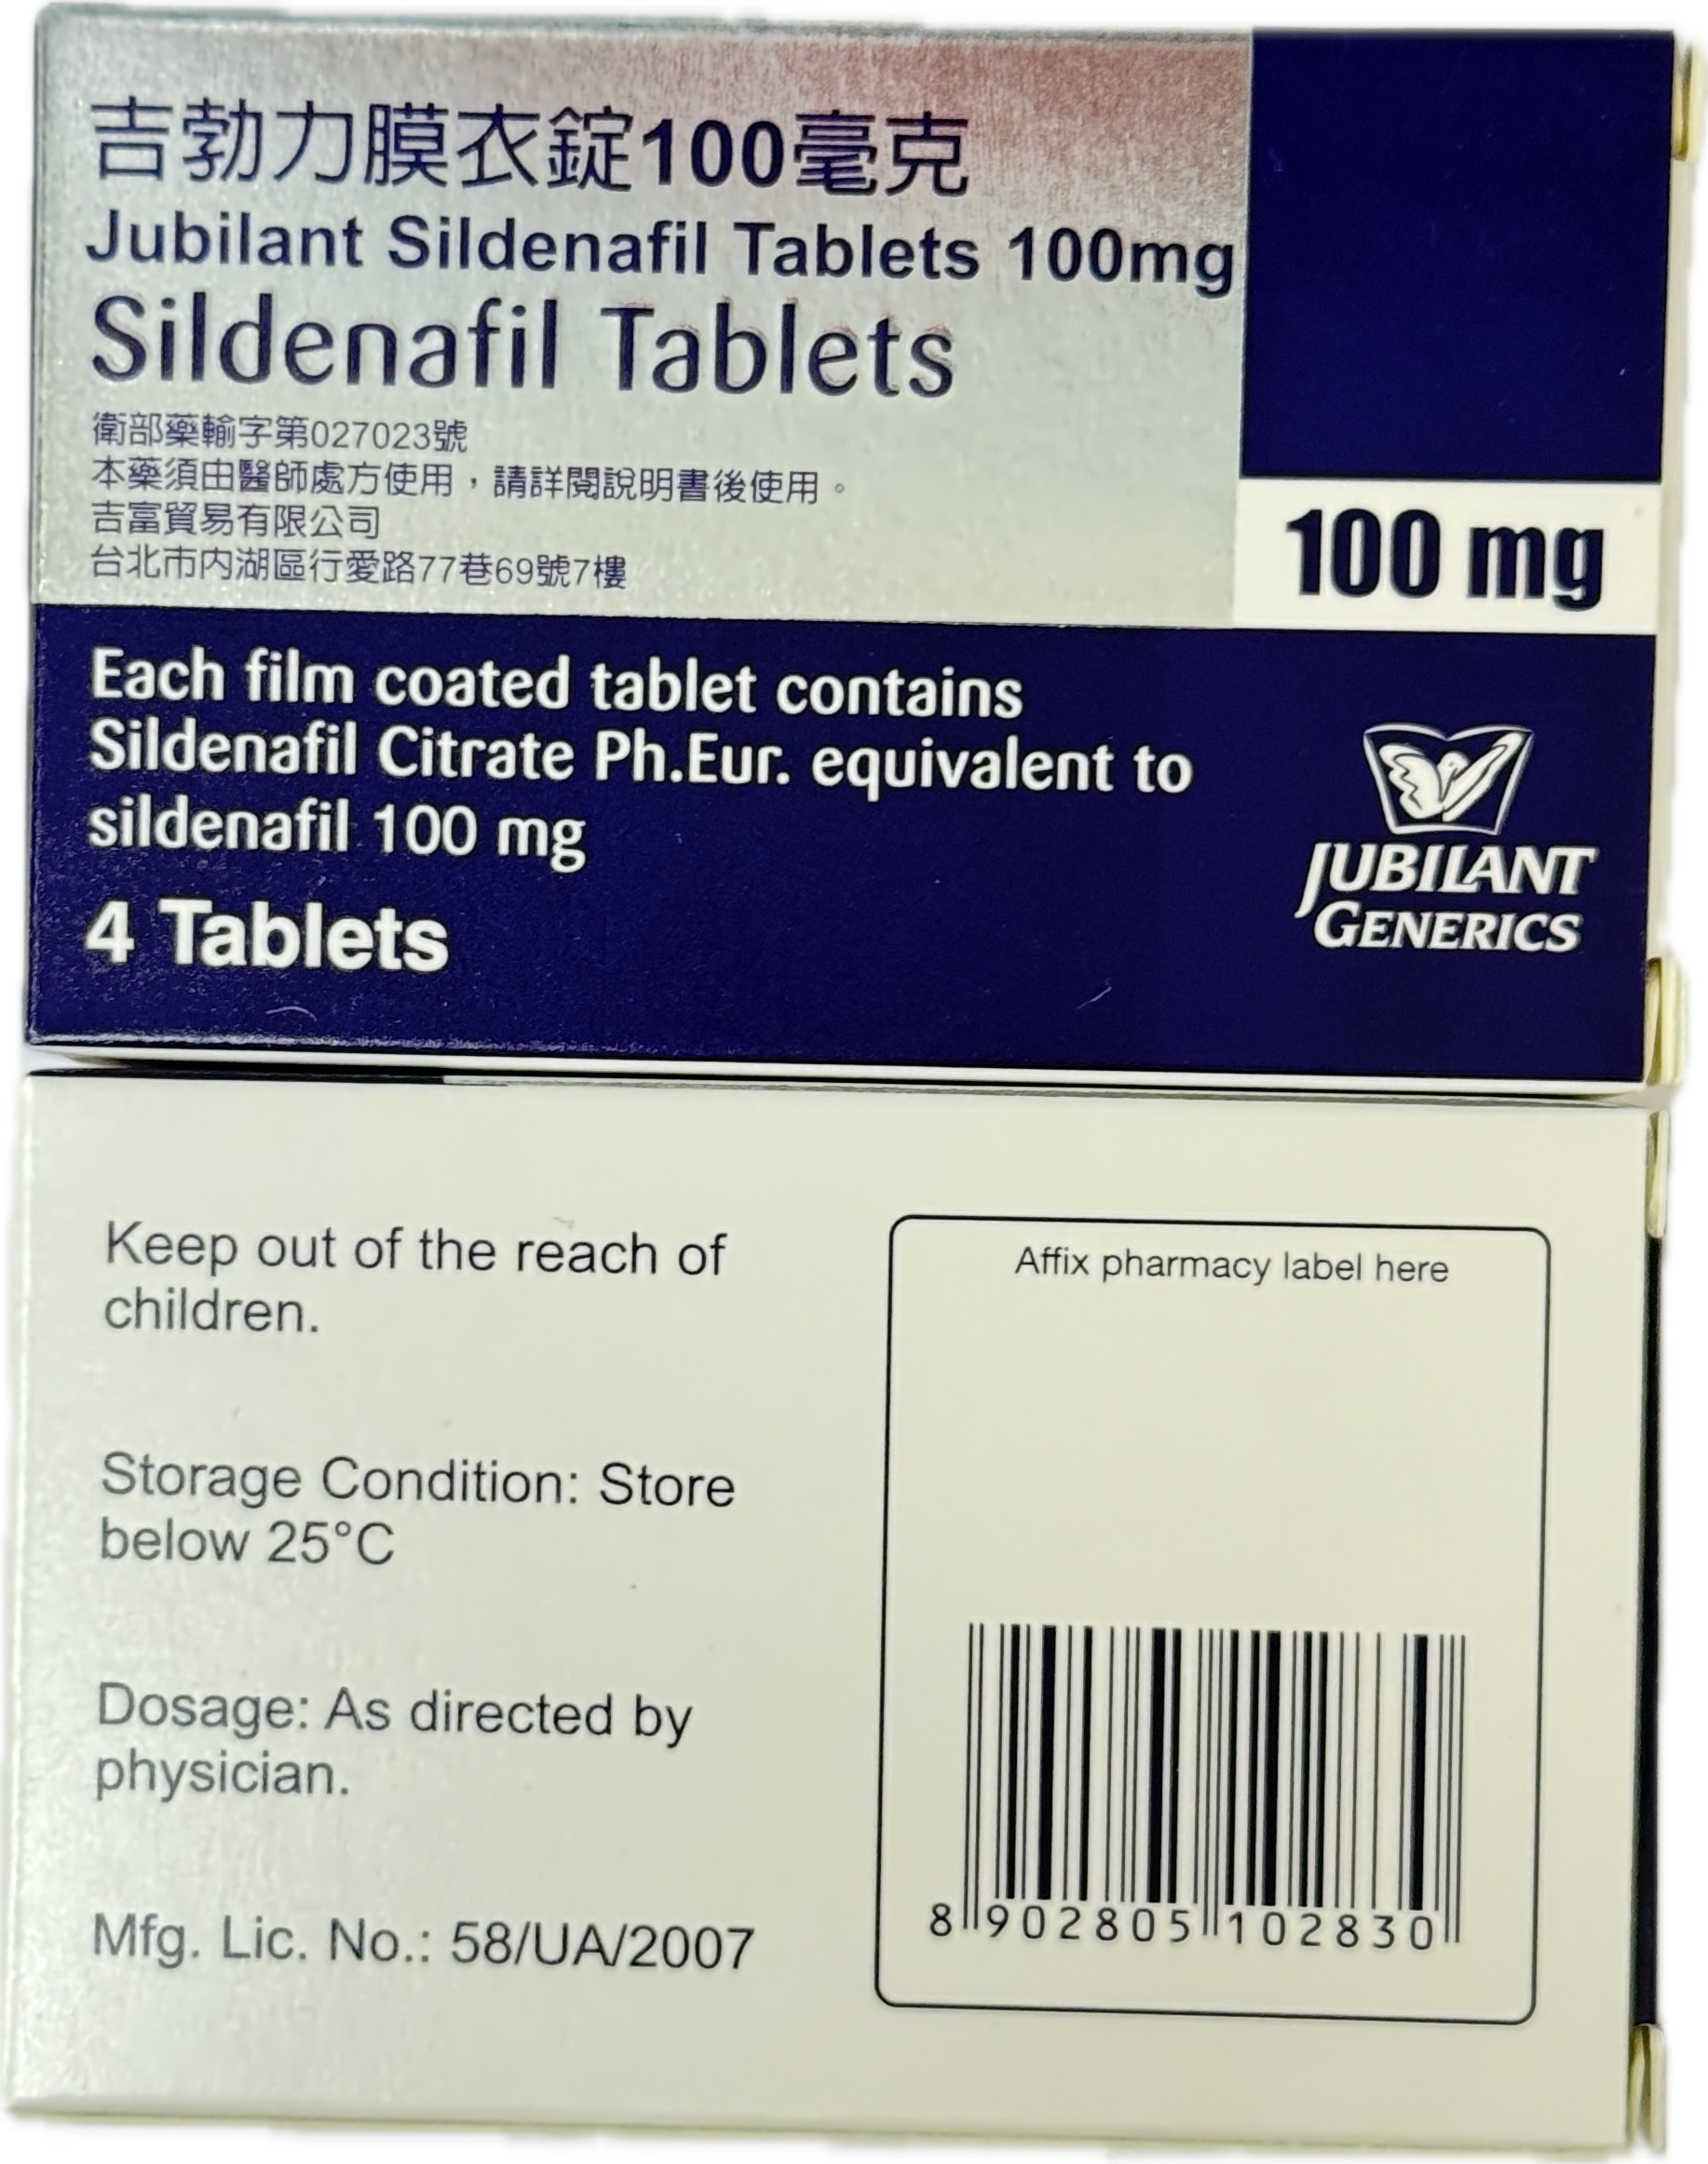 吉勃力膜衣錠100毫克
Jubilant Sildenafil Tablets 100mg
Sildenafil Tablets
衛部藥輸字第027023號
本藥須由醫師處方使用，請詳閱說明書後使用。
吉富貿易有限公司
台北市內湖區行愛路77巷69號7樓
100 mg
Each film coated tablet contains
Sildenafil Citrate Ph.Eur. equivalent to
sildenafil 100 mg
4 Tablets
JUBILANT
GENERICS
Keep out of the reach of
children.
Storage Condition: Store
below 25°C
Dosage: As directed by
physician.
Mfg. Lic. No.: 58/UA/2007
Affix pharmacy label here
8 902805 102830